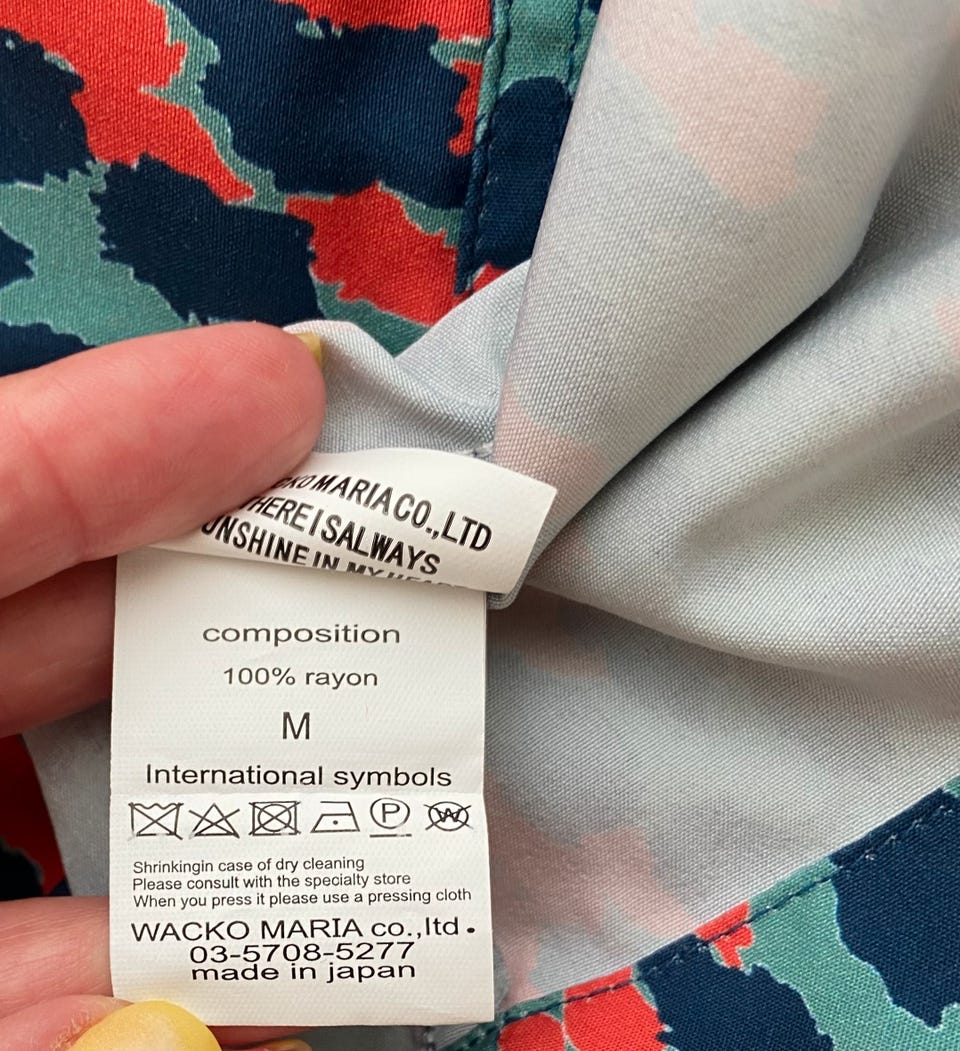 MARIACO.,LTD
HEREISALWAYS
UNSHINE IN MY
composition
100% rayon
M
International symbols
P W
Shrinkingin case of dry cleaning
Please consult with the specialty store
When you press it please use a pressing cloth
WACKO MARIA co.,ltd.
03-5708-5277
made in japan